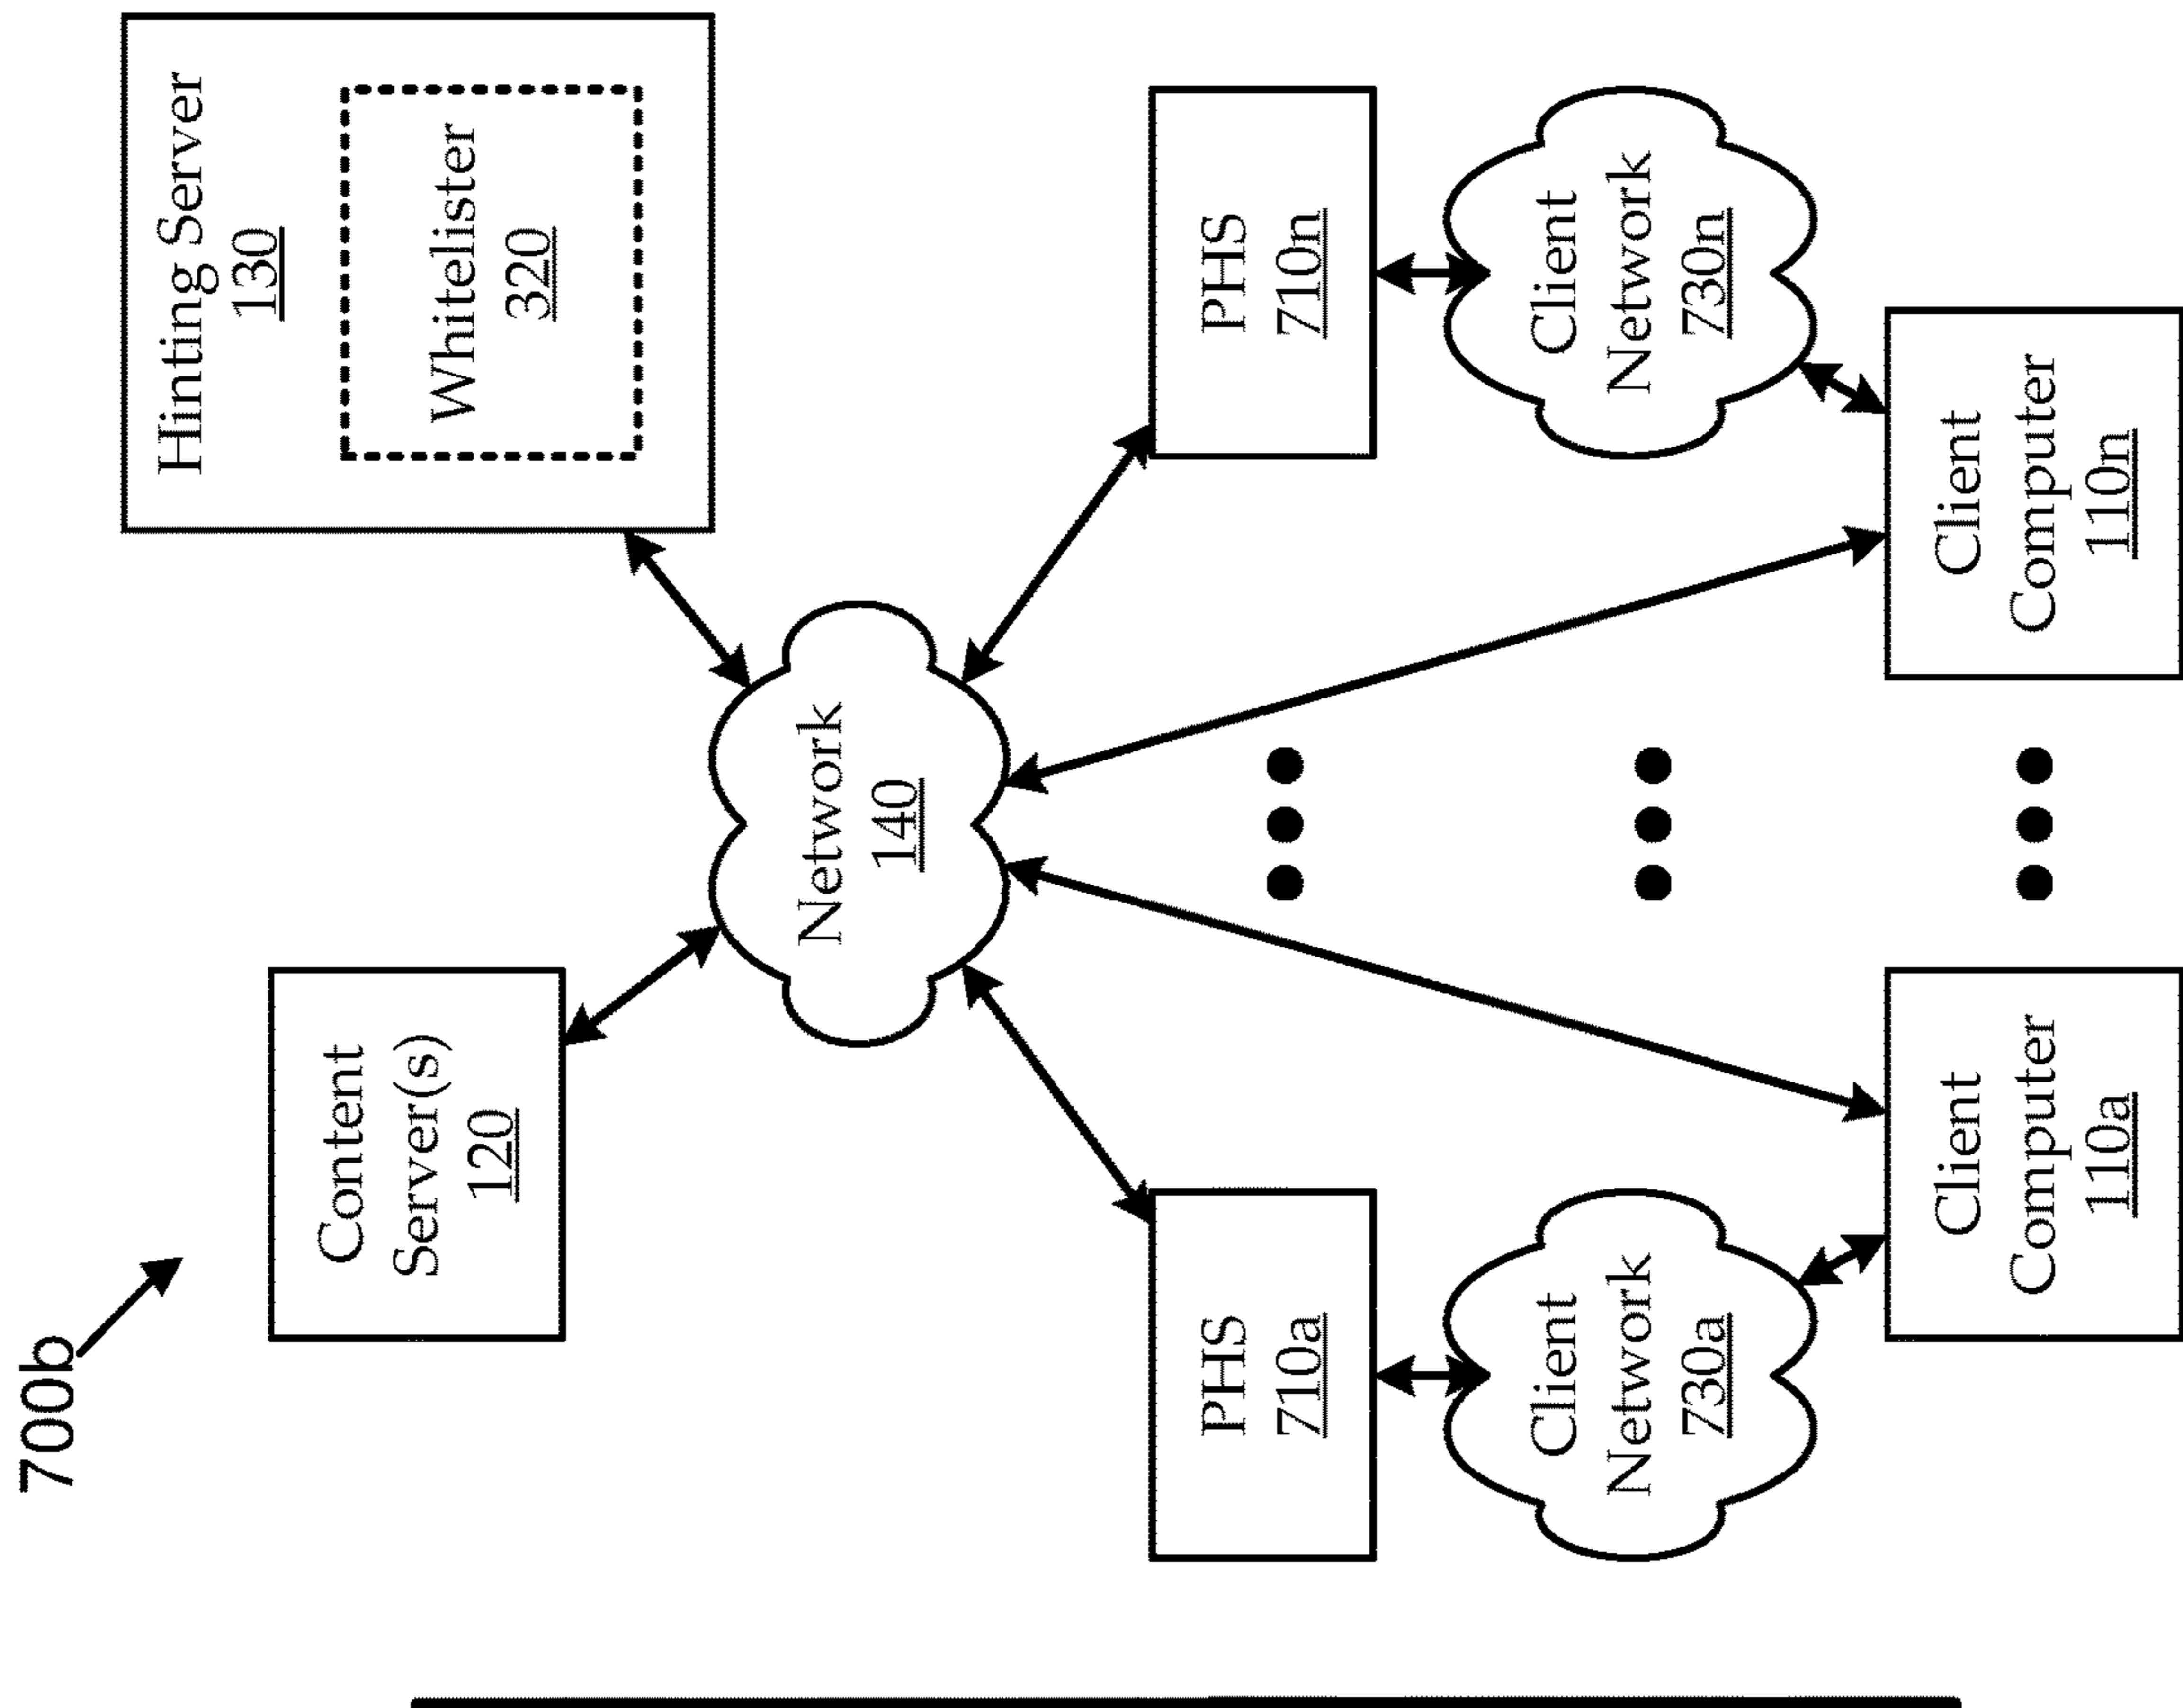 700b
Content
Server(s)
120
Hinting Server
130
Whitelister
320
Network
140
PHS
710a
PHS
710n
Client
Network
730a
Client
Network
730n
Client
Computer
110a
Client
Computer
110n